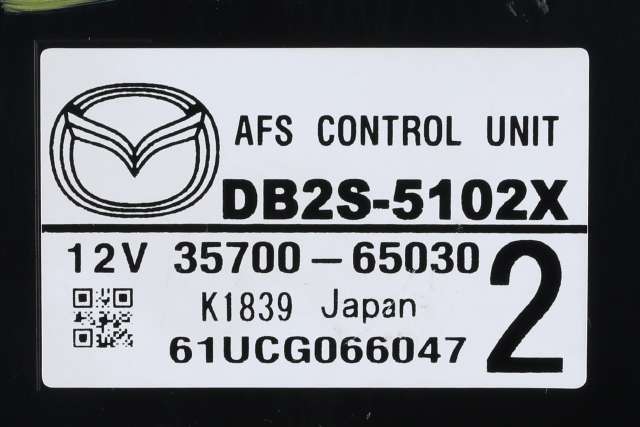 AFS CONTROL UNIT
DB2S-5102X
12V 35700-65030
K1839 Japan
61UCG066047
2